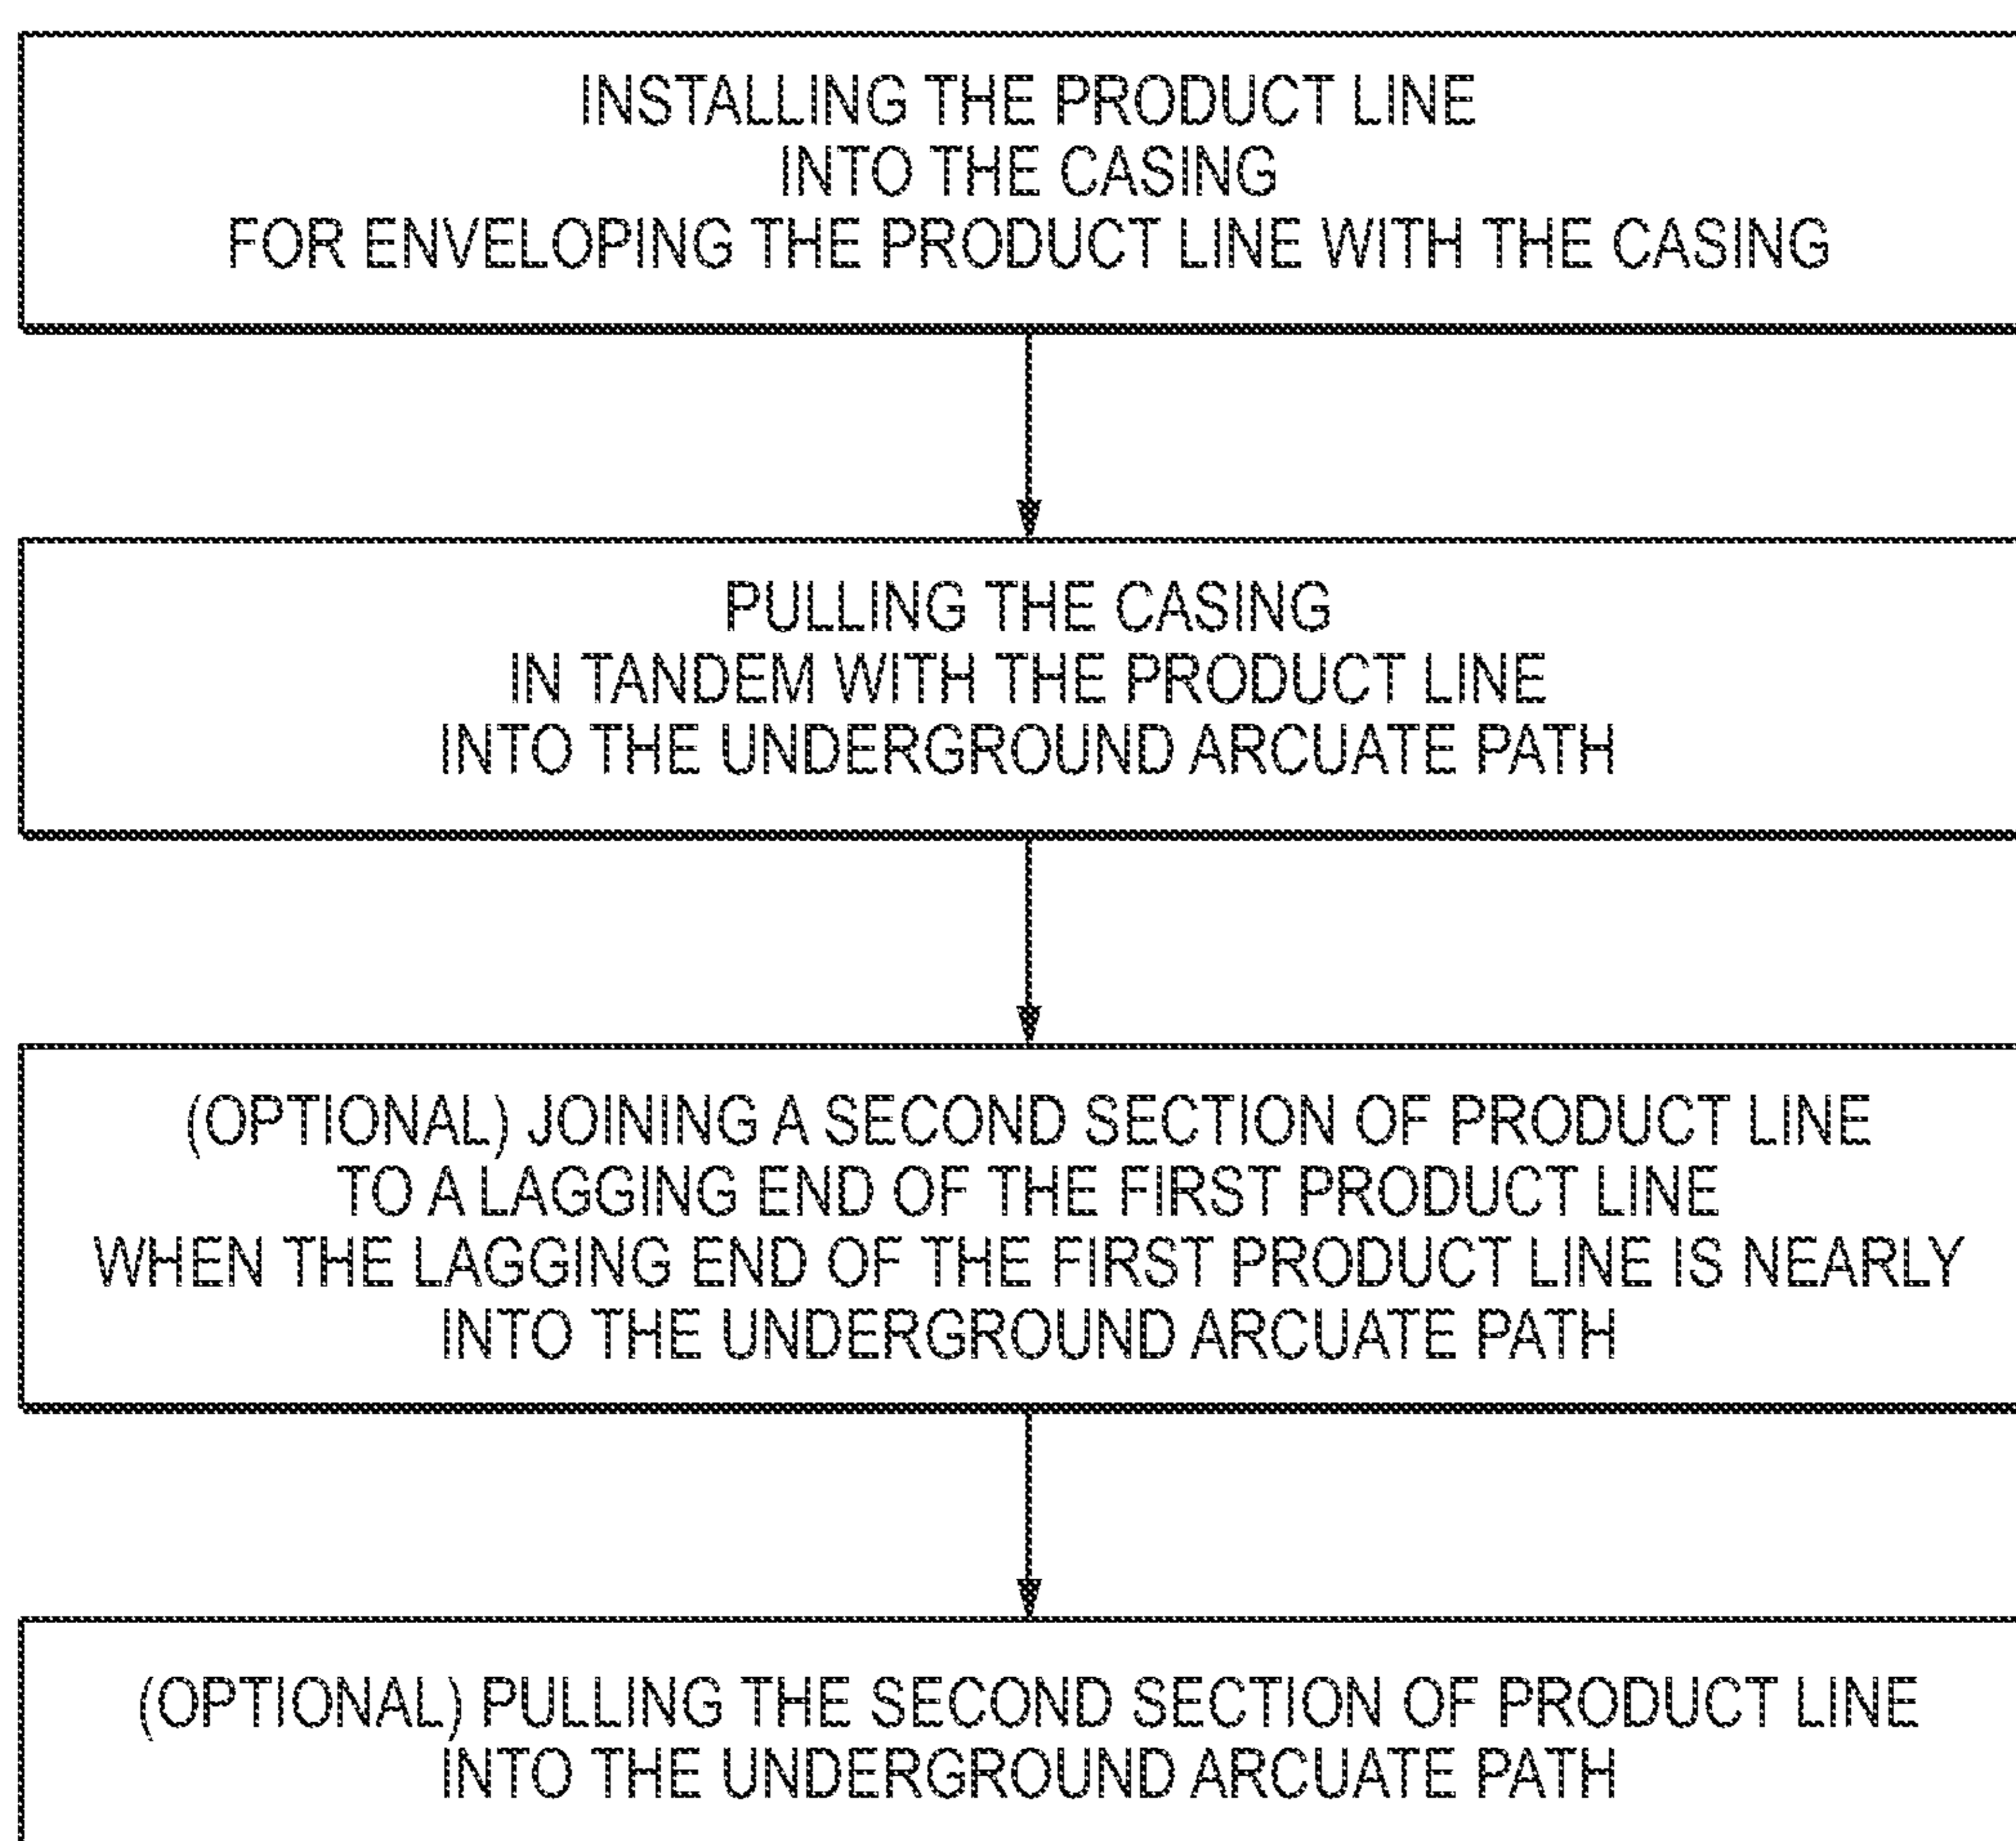 INSTALLING THE PRODUCT LINE
INTO THE CASING
FOR ENVELOPING THE PRODUCT LINE WITH THE CASING
PULLING THE CASING
IN TANDEM WITH THE PRODUCT LINE
INTO THE UNDERGROUND ARCUATE PATH
(OPTIONAL) JOINING A SECOND SECTION OF PRODUCT LINE
TO A LAGGING END OF THE FIRST PRODUCT LINE
WHEN THE LAGGING END OF THE FIRST PRODUCT LINE IS NEARLY
INTO THE UNDERGROUND ARCUATE PATH
(OPTIONAL) PULLING THE SECOND SECTION OF PRODUCT LINE
INTO THE UNDERGROUND ARCUATE PATH